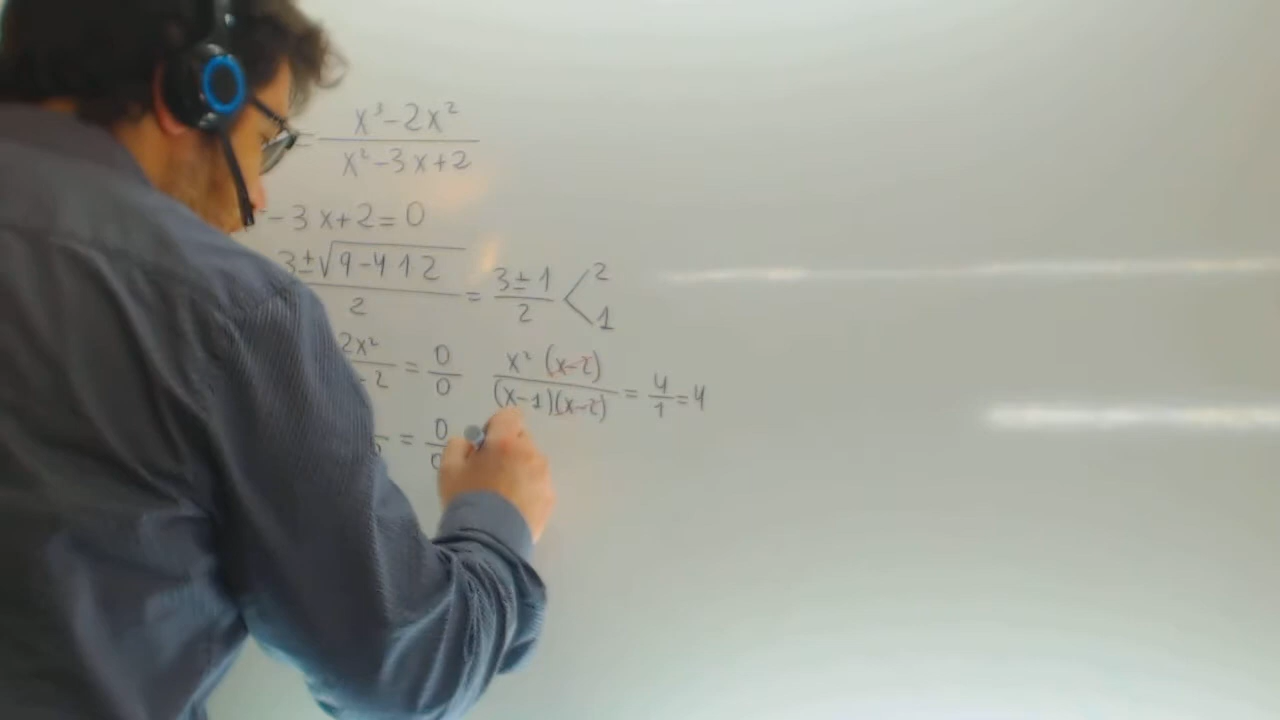 = x³-2x² / x²-3x+2
-3x+2=0
3±√9-4 1 2 / 2 = 3±1 / 2 < 2 1
2x² / -2 = 0/0 x² (x-2) / (x-1)(x-2) = 4/1 = 4
= 0/0